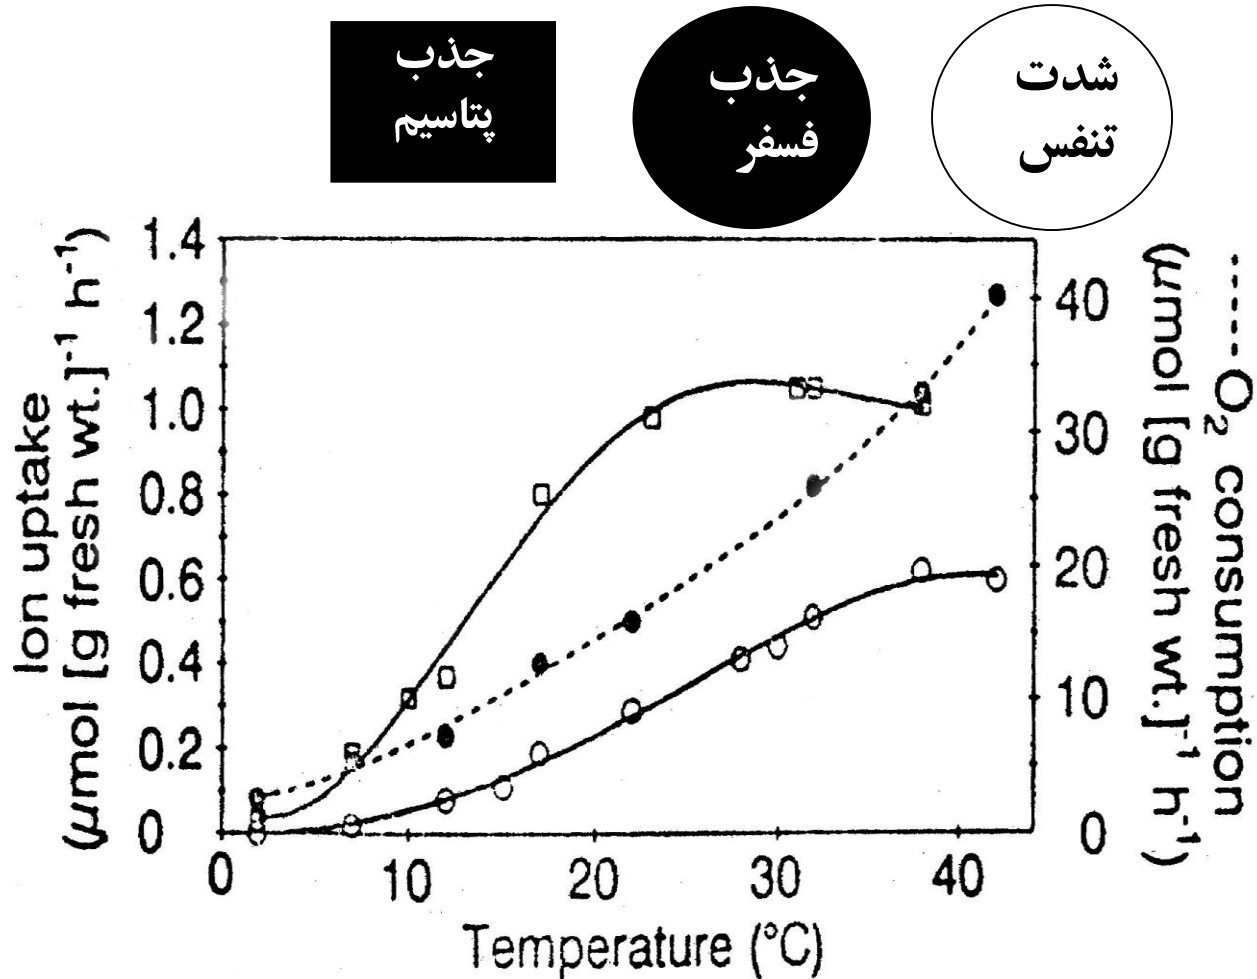 جذب
پتاسیم
جذب
فسفر
شدت
تنفس
Ion uptake
(μmol [g fresh wt.]⁻¹ h⁻¹)
1.4
1.2
1.0
0.8
0.6
0.4
0.2
0
0
10
20
30
40
Temperature (°C)
40
30
20
10
0
-----O₂ consumption
(μmol [g fresh wt.]⁻¹ h⁻¹)